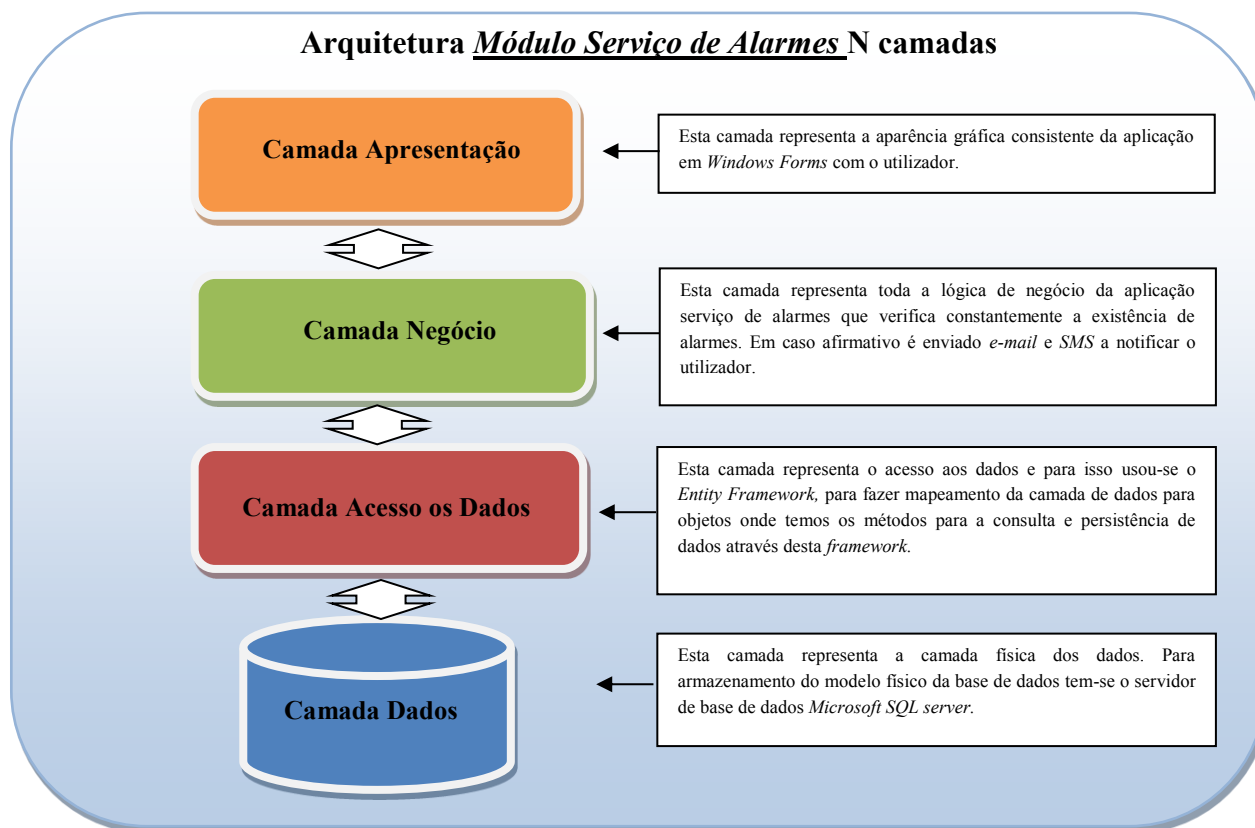 Arquitetura Módulo Serviço de Alarmes N camadas
Camada Apresentação
Esta camada representa a aparência gráfica consistente da aplicação
em Windows Forms com o utilizador.
Camada Negócio
Esta camada representa toda a lógica de negócio da aplicação
serviço de alarmes que verifica constantemente a existência de
alarmes. Em caso afirmativo é enviado e-mail e SMS a notificar o
utilizador.
Camada Acesso os Dados
Esta camada representa o acesso aos dados e para isso usou-se o
Entity Framework, para fazer mapeamento da camada de dados para
objetos onde temos os métodos para a consulta e persistência de
dados através desta framework.
Camada Dados
Esta camada representa a camada física dos dados. Para
armazenamento do modelo físico da base de dados tem-se o servidor
de base de dados Microsoft SQL server.